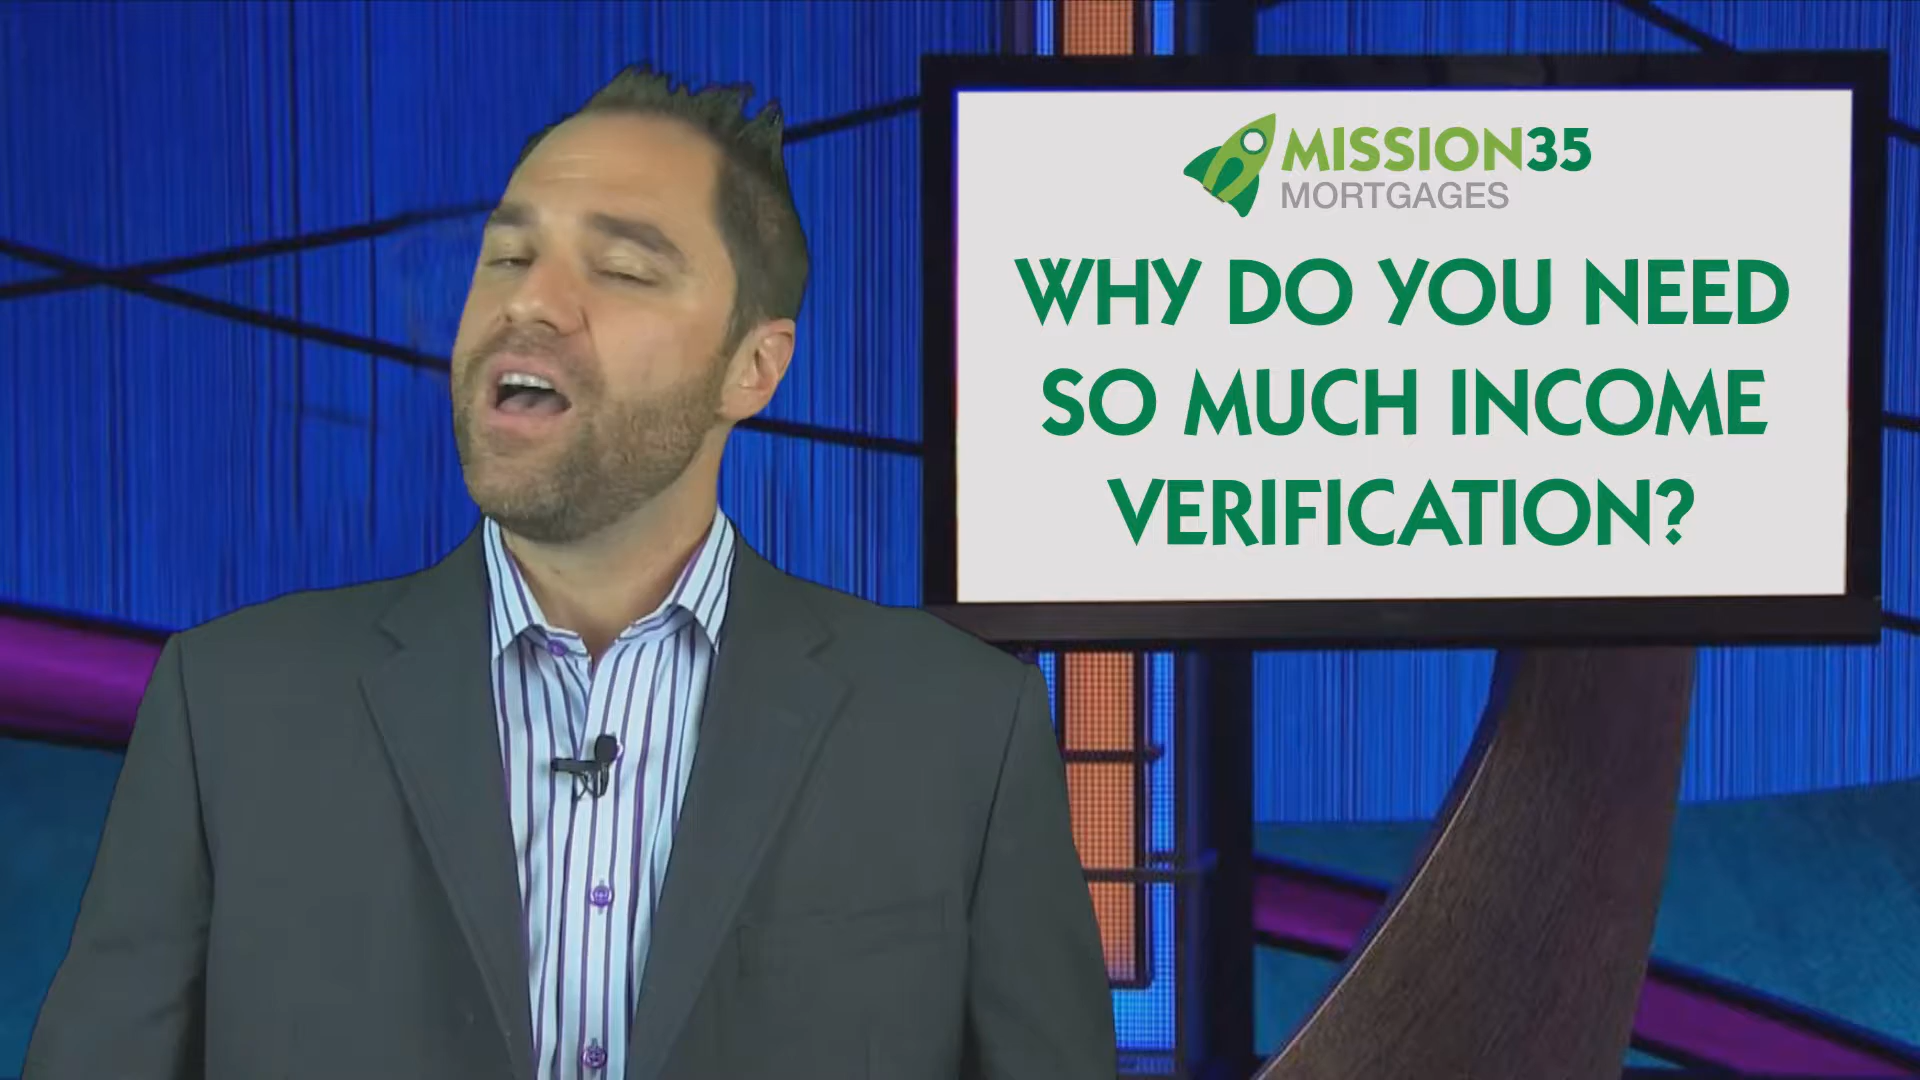 MISSION35
MORTGAGES
WHY DO YOU NEED
SO MUCH INCOME
VERIFICATION?